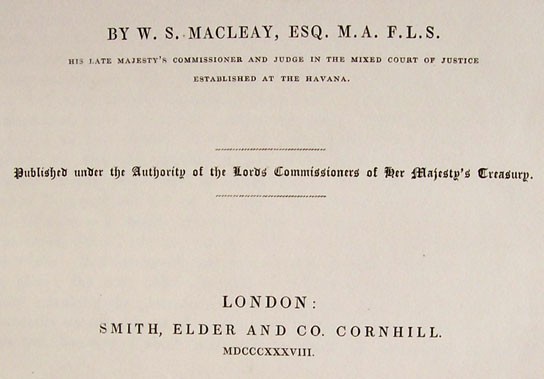 BY W. S. MACLEAY, ESQ. M.A. F.L.S.
HIS LATE MAJESTY'S COMMISSIONER AND JUDGE IN THE MIXED COURT OF JUSTICE
ESTABLISHED AT THE HAVANA.
Published under the Authority of the Lords Commissioners of Her Majesty's Treasury.
LONDON:
SMITH, ELDER AND CO. CORNHILL.
MDCCCXXXVIII.